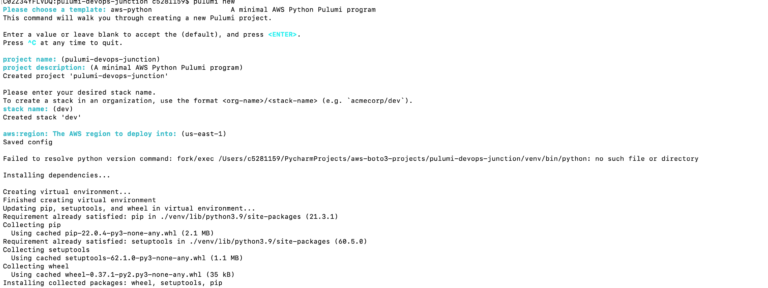 C02Z34YFLVDQ:pulumi-devops-junction c5281159$ pulumi new
Please choose a template: aws-python A minimal AWS Python Pulumi program
This command will walk you through creating a new Pulumi project.
Enter a value or leave blank to accept the (default), and press <ENTER>.
Press ^C at any time to quit.
project name: (pulumi-devops-junction)
project description: (A minimal AWS Python Pulumi program)
Created project 'pulumi-devops-junction'
Please enter your desired stack name.
To create a stack in an organization, use the format <org-name>/<stack-name> (e.g. `acmecorp/dev`).
stack name: (dev)
Created stack 'dev'
aws:region: The AWS region to deploy into: (us-east-1)
Saved config
Failed to resolve python version command: fork/exec /Users/c5281159/PycharmProjects/aws-boto3-projects/pulumi-devops-junction/venv/bin/python: no such file or directory
Installing dependencies...
Creating virtual environment...
Finished creating virtual environment
Updating pip, setuptools, and wheel in virtual environment...
Requirement already satisfied: pip in ./venv/lib/python3.9/site-packages (21.3.1)
Collecting pip
Using cached pip-22.0.4-py3-none-any.whl (2.1 MB)
Requirement already satisfied: setuptools in ./venv/lib/python3.9/site-packages (60.5.0)
Collecting setuptools
Using cached setuptools-62.1.0-py3-none-any.whl (1.1 MB)
Collecting wheel
Using cached wheel-0.37.1-py2.py3-none-any.whl (35 kB)
Installing collected packages: wheel, setuptools, pip